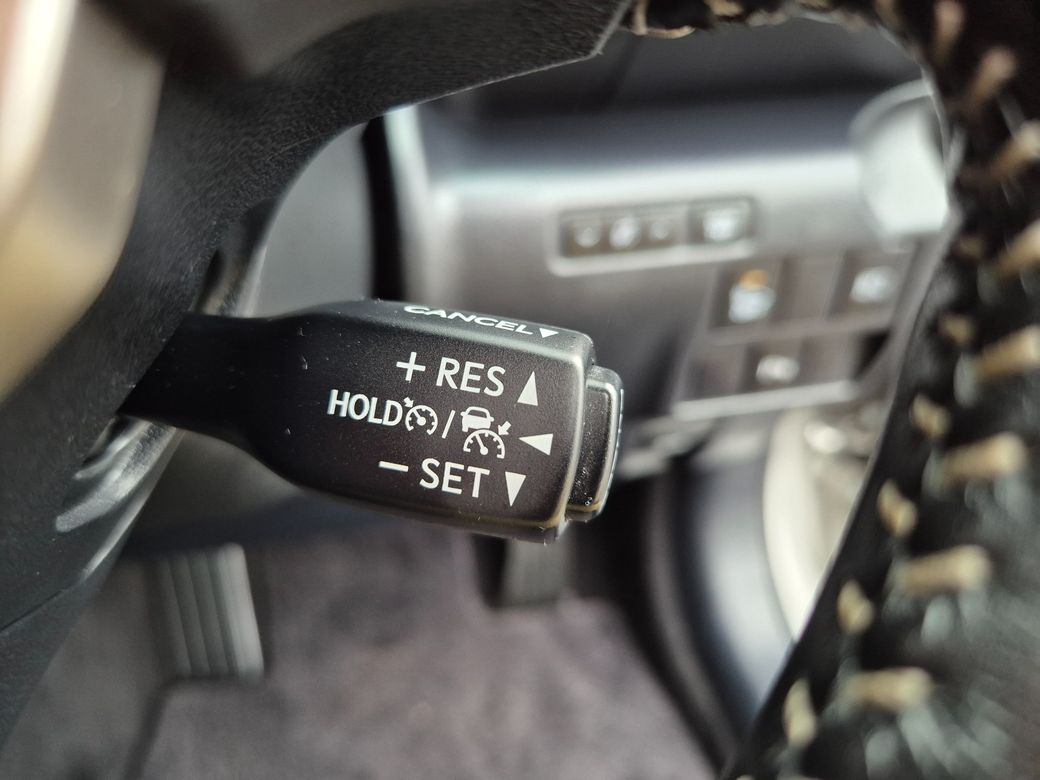 CANCEL▼
+ RES ▲
HOLD / ◀
− SET ▼